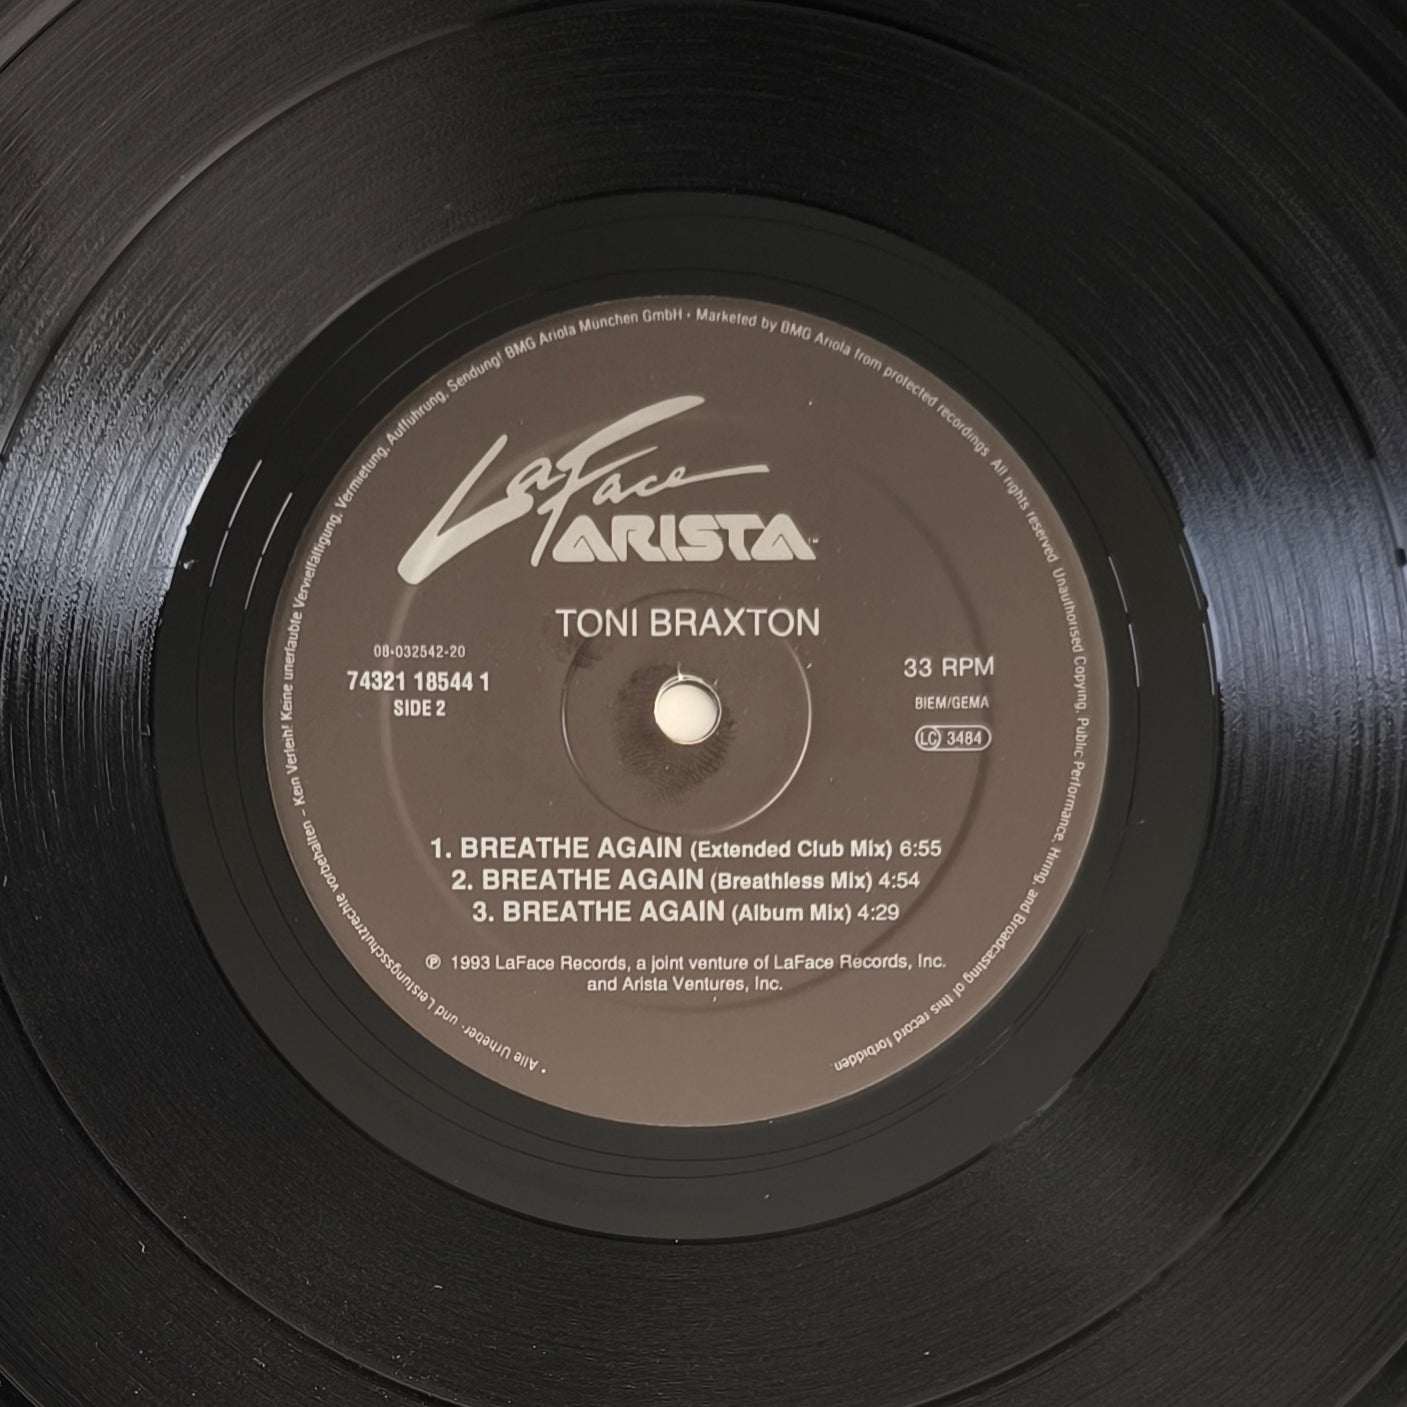 LaFace
ARISTA
TONI BRAXTON
08-032542-20
74321 18544 1
SIDE 2
33 RPM
BIEM/GEMA
LC 3484
1. BREATHE AGAIN (Extended Club Mix) 6:55
2. BREATHE AGAIN (Breathless Mix) 4:54
3. BREATHE AGAIN (Album Mix) 4:29
℗ 1993 LaFace Records, a joint venture of LaFace Records, Inc.
and Arista Ventures, Inc.
• Alle Urheber- und Leistungsschutzrechte vorbehalten - Kein Verleih! Keine unerlaubte Vervielfältigung, Vermietung, Aufführung, Sendung! BMG Ariola München GmbH • Marketed by BMG Ariola from protected recordings. All rights reserved. Unauthorised Copying, Public Performance, Hiring, and Broadcasting of this record forbidden.